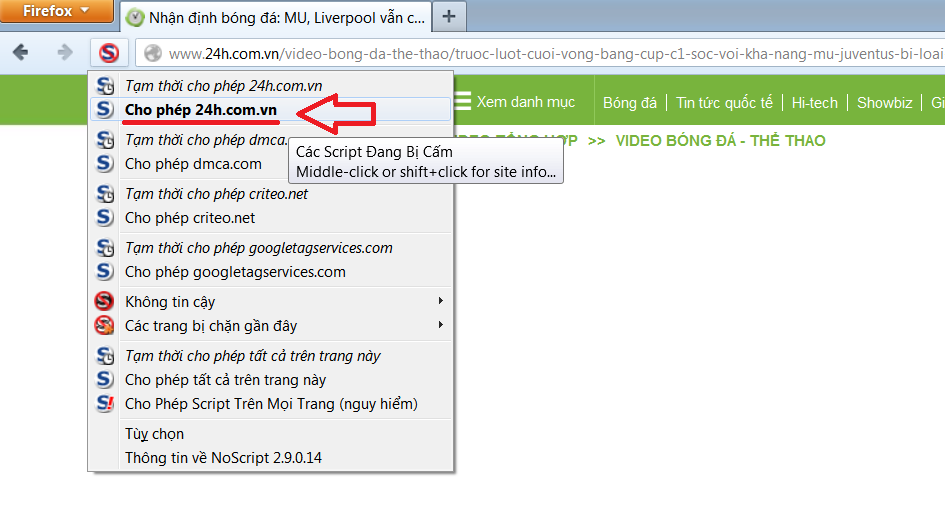 Firefox
Nhận định bóng đá: MU, Liverpool vẫn c...
www.24h.com.vn/video-bong-da-the-thao/truoc-luot-cuoi-vong-bang-cup-c1-soc-voi-kha-nang-mu-juventus-bi-loai
Xem danh mục
Bóng đá
Tin tức quốc tế
Hi-tech
Showbiz
Gi
HỢP >> VIDEO BÓNG ĐÁ - THỂ THAO
Tạm thời cho phép 24h.com.vn
Cho phép 24h.com.vn
Tạm thời cho phép dmca.
Cho phép dmca.com
Các Script Đang Bị Cấm
Middle-click or shift+click for site info...
Tạm thời cho phép criteo.net
Cho phép criteo.net
Tạm thời cho phép googletagservices.com
Cho phép googletagservices.com
Không tin cậy
Các trang bị chặn gần đây
Tạm thời cho phép tất cả trên trang này
Cho phép tất cả trên trang này
Cho Phép Script Trên Mọi Trang (nguy hiểm)
Tùy chọn
Thông tin về NoScript 2.9.0.14